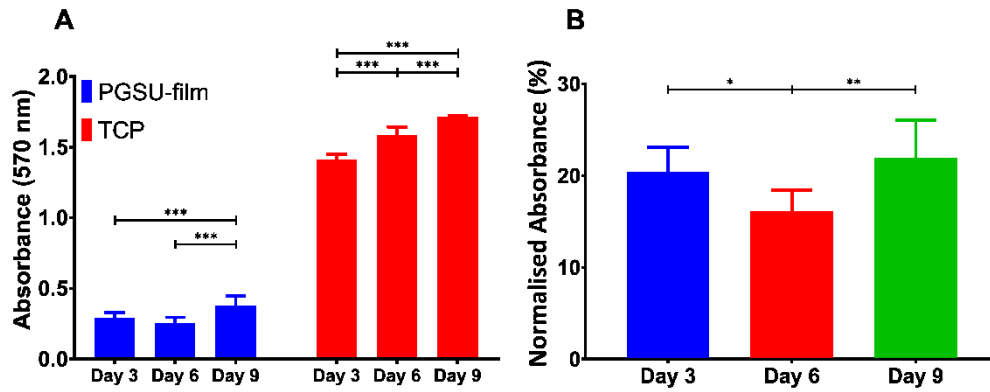 A
Absorbance (570 nm)
2.0
1.5
1.0
0.5
0.0
PGSU-film
TCP
***
***
***
***
***
Day 3 Day 6 Day 9 Day 3 Day 6 Day 9
B
Normalised Absorbance (%)
30
20
10
0
* **
Day 3 Day 6 Day 9